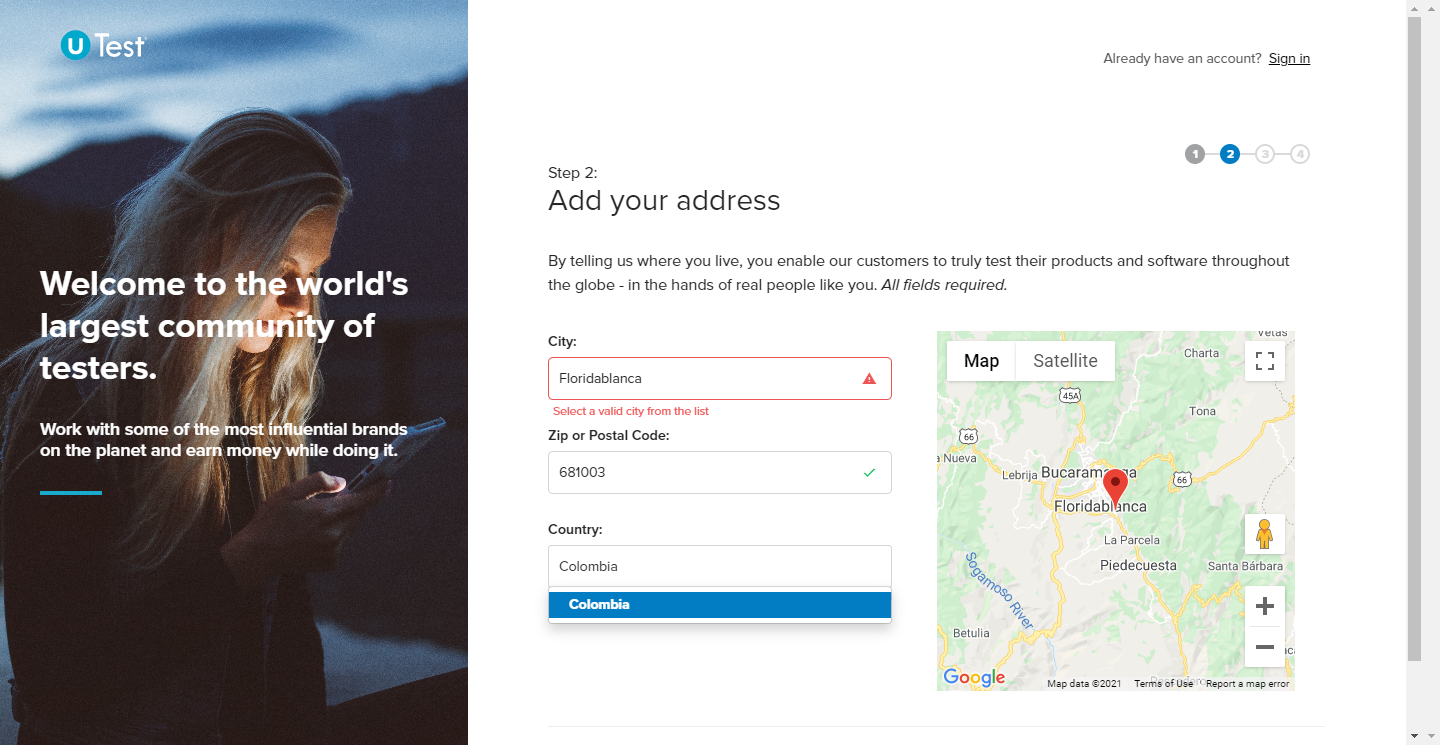 U Test
Already have an account? Sign in
1 2 3 4
Step 2:
Add your address
Welcome to the world's
largest community of
testers.
Work with some of the most influential brands
on the planet and earn money while doing it.
By telling us where you live, you enable our customers to truly test their products and software throughout
the globe - in the hands of real people like you. All fields required.
City:
Floridablanca
Select a valid city from the list
Zip or Postal Code:
681003
Country:
Colombia
Colombia
Map Satellite
Vetas
Charta
45A
Tona
66
a Nueva
Lebrija
Bucaramanga
66
Floridablanca
La Parcela
Piedecuesta
Santa Bárbara
Sogamoso River
Betulia
Google
Map data ©2021 Terms of Use Report a map error